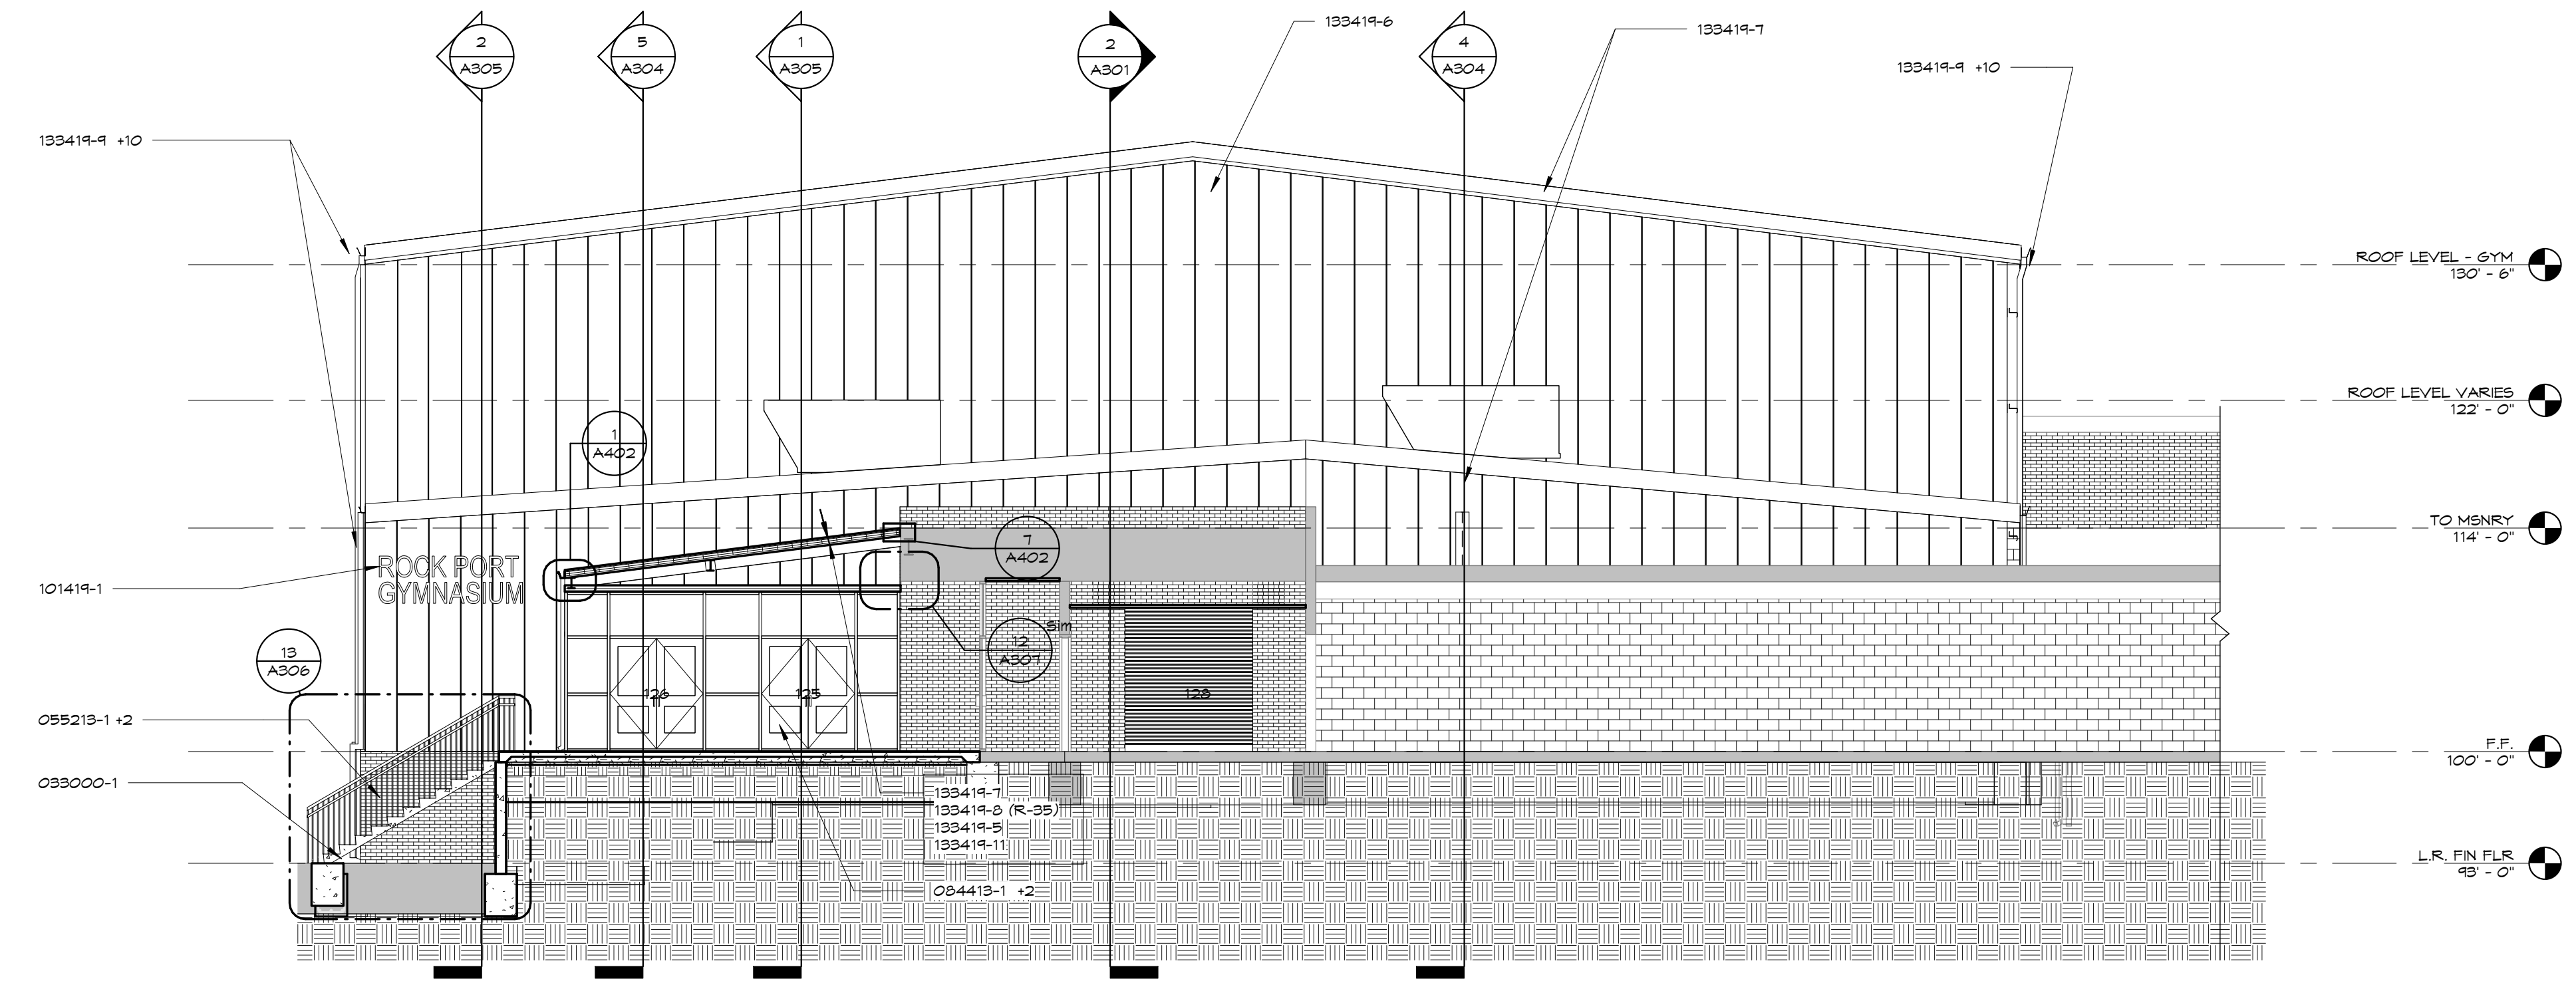 2
A305
5
A304
1
A305
2
A301
4
A304
133419-6
133419-7
133419-9 +10
133419-9 +10
ROOF LEVEL - GYM
130' - 6"
ROOF LEVEL VARIES
122' - 0"
1
A402
TO MSNRY
114' - 0"
7
A402
101419-1
ROCK PORT
GYMNASIUM
Sim
12
A307
13
A306
126
125
128
055213-1 +2
F.F.
100' - 0"
033000-1
133419-7
133419-8 (R-35)
133419-5
133419-11
L.R. FIN FLR
93' - 0"
084413-1 +2